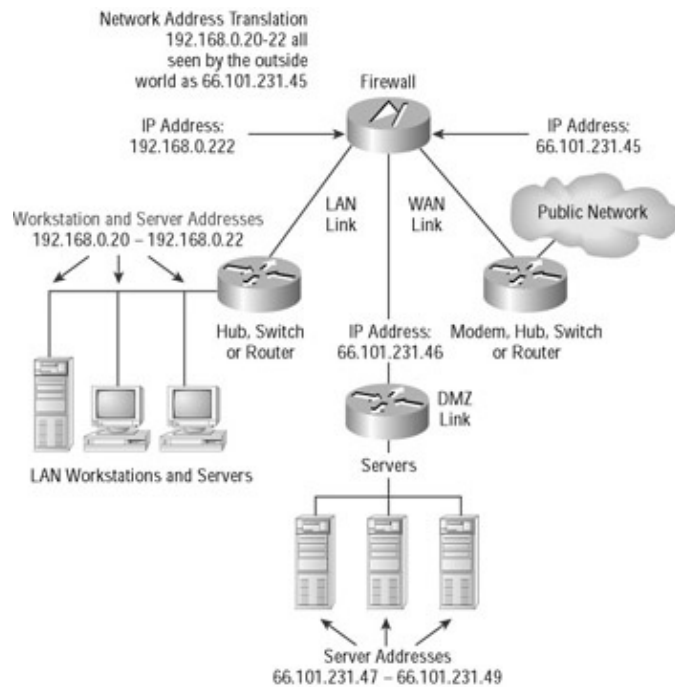 Network Address Translation
192.168.0.20-22 all
seen by the outside
world as 66.101.231.45
Firewall
IP Address:
192.168.0.222
IP Address:
66.101.231.45
LAN
Link
WAN
Link
Public Network
Workstation and Server Addresses
192.168.0.20 – 192.168.0.22
Hub, Switch
or Router
IP Address:
66.101.231.46
Modem, Hub, Switch
or Router
DMZ
Link
LAN Workstations and Servers
Servers
Server Addresses
66.101.231.47 – 66.101.231.49